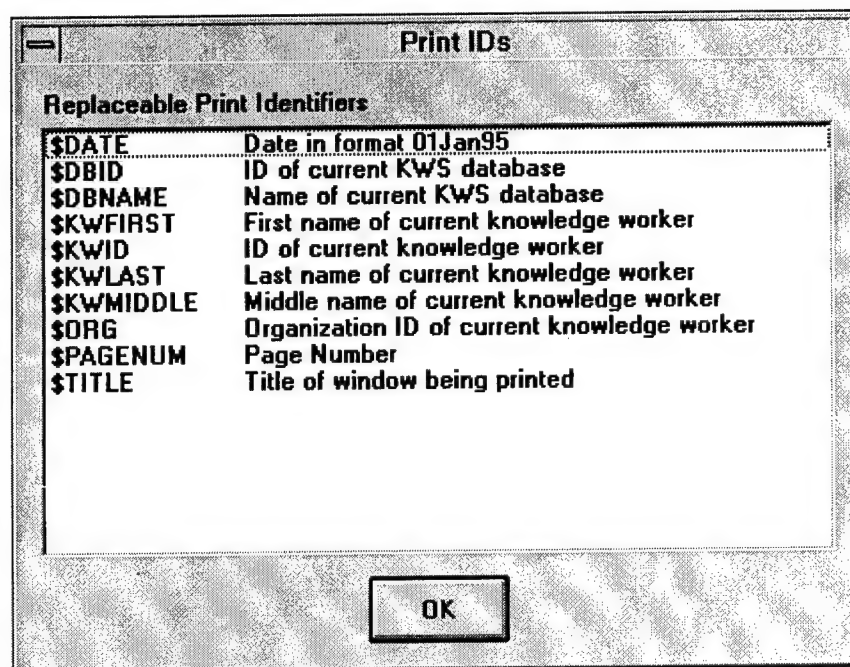 Print IDs
Replaceable Print Identifiers
$DATE Date in format 01Jan95
$DBID ID of current KWS database
$DBNAME Name of current KWS database
$KWFIRST First name of current knowledge worker
$KWID ID of current knowledge worker
$KWLAST Last name of current knowledge worker
$KWMIDDLE Middle name of current knowledge worker
$ORG Organization ID of current knowledge worker
$PAGENUM Page Number
$TITLE Title of window being printed
OK